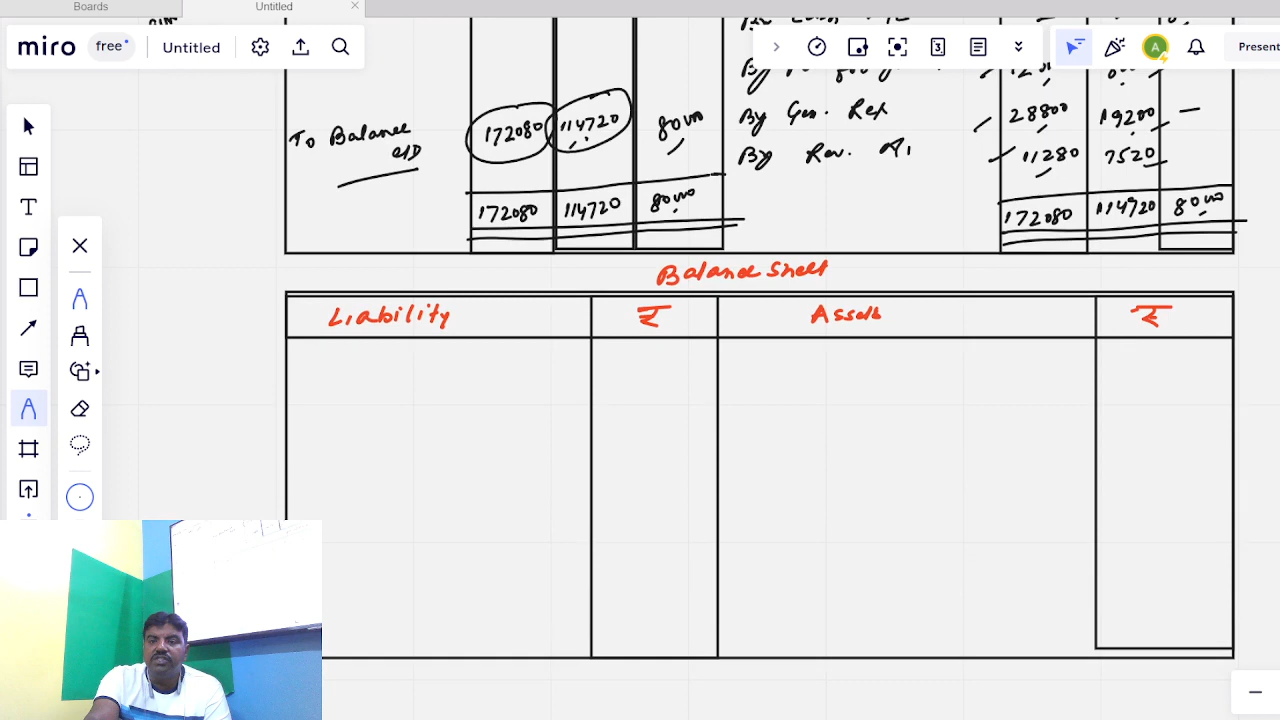 Boards
Untitled
miro free Untitled
3
A
Present
To Balance 172080 114720 8000
C/D
By Gen. Res 28800 19200 —
By Rev. A/c 11280 7520
172080 114720 8000
172080 114720 8000
Balance Sheet
Liability ₹ Assets ₹